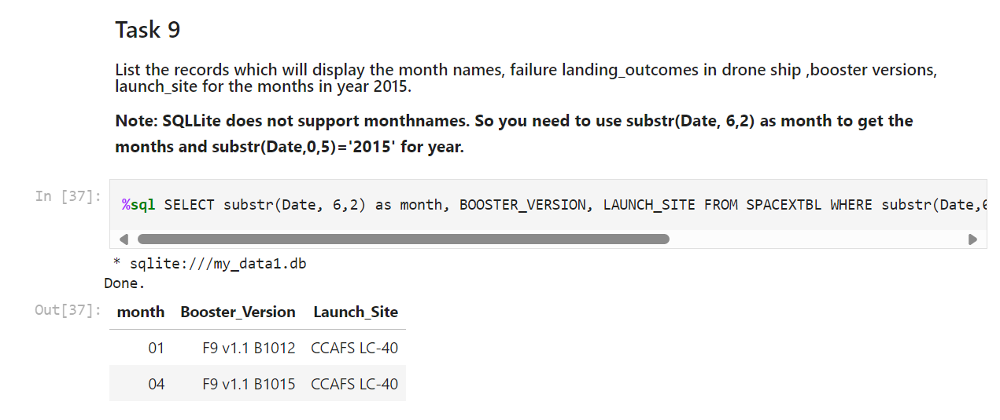 Task 9
List the records which will display the month names, failure landing_outcomes in drone ship ,booster versions,
launch_site for the months in year 2015.
Note: SQLLite does not support monthnames. So you need to use substr(Date, 6,2) as month to get the
months and substr(Date,0,5)='2015' for year.
In [37]:
%sql SELECT substr(Date, 6,2) as month, BOOSTER_VERSION, LAUNCH_SITE FROM SPACEXTBL WHERE substr(Date,
* sqlite:///my_data1.db
Done.
Out[37]:
month Booster_Version Launch_Site
01 F9 v1.1 B1012 CCAFS LC-40
04 F9 v1.1 B1015 CCAFS LC-40